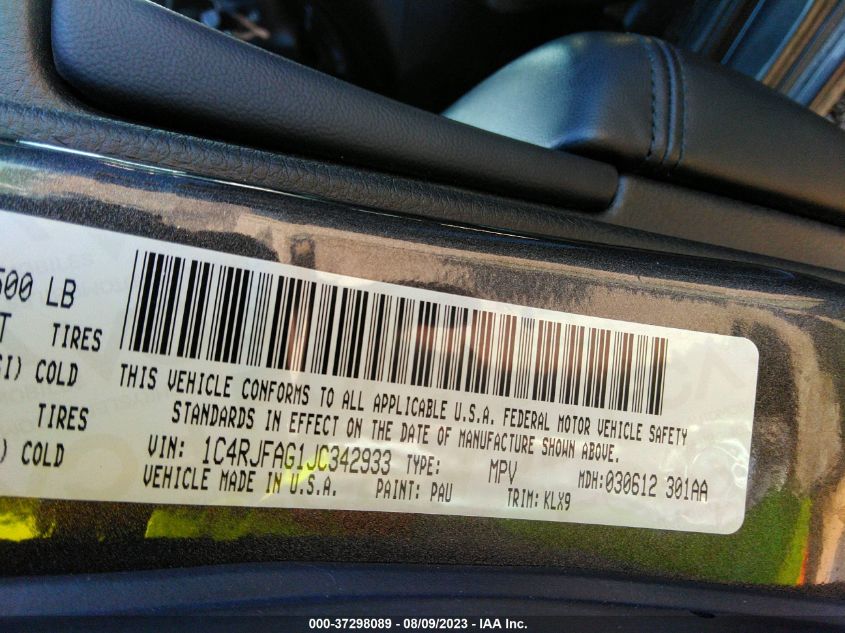 500 LB
T TIRES
SI) COLD
TIRES
) COLD
THIS VEHICLE CONFORMS TO ALL APPLICABLE U.S.A. FEDERAL MOTOR VEHICLE SAFETY
STANDARDS IN EFFECT ON THE DATE OF MANUFACTURE SHOWN ABOVE.
VIN: 1C4RJFAG1JC342933 TYPE: MPV MDH:030612 301AA
VEHICLE MADE IN U.S.A. PAINT: PAU TRIM: KLX9
000-37298089 - 08/09/2023 - IAA Inc.